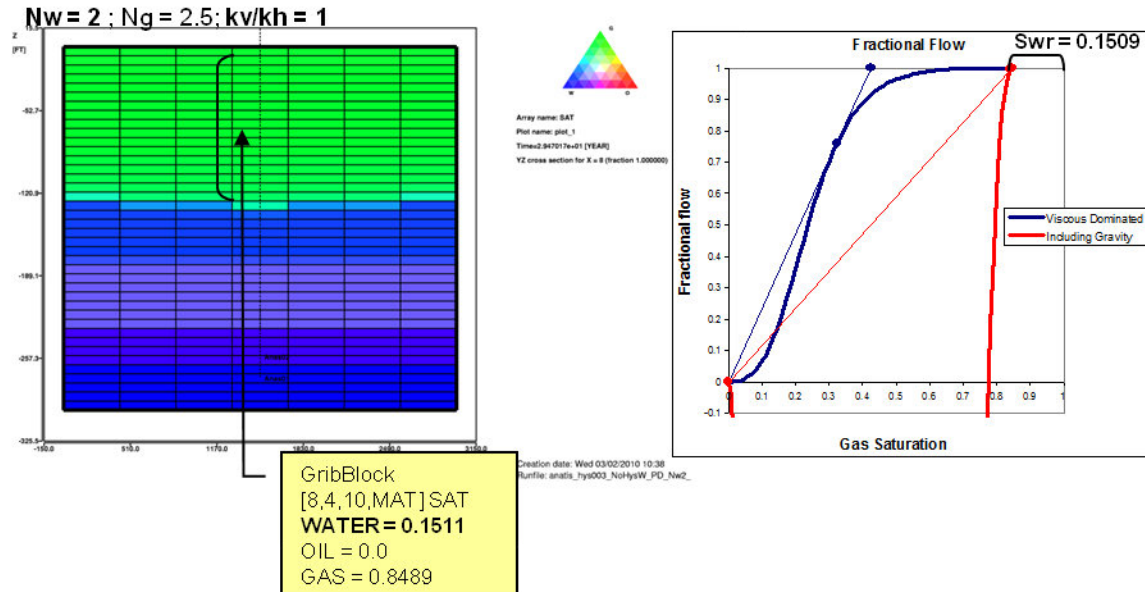 Nw = 2 ; Ng = 2.5; kv/kh = 1
Z
[FT]
-52.7
-120.9
-189.1
-257.3
-325.5
-150.0
510.0
1170.0
1830.0
2490.0
3150.0
G
W
O
Array name: SAT
Plot name: plot_1
Time=2.947017e+01 [YEAR]
YZ cross section for X = 8 (fraction 1.000000)
Creation date: Wed 03/02/2010 10:38
Runfile: anatis_hys003_NoHysW_PD_Nw2_
GribBlock
[8,4,10,MAT] SAT
WATER = 0.1511
OIL = 0.0
GAS = 0.8489
Fractional Flow
Swr = 0.1509
Fractional flow
1
0.9
0.8
0.7
0.6
0.5
0.4
0.3
0.2
0.1
0
-0.1
0
0.1
0.2
0.3
0.4
0.5
0.6
0.7
0.8
0.9
1
Gas Saturation
Viscous Dominated
Including Gravity